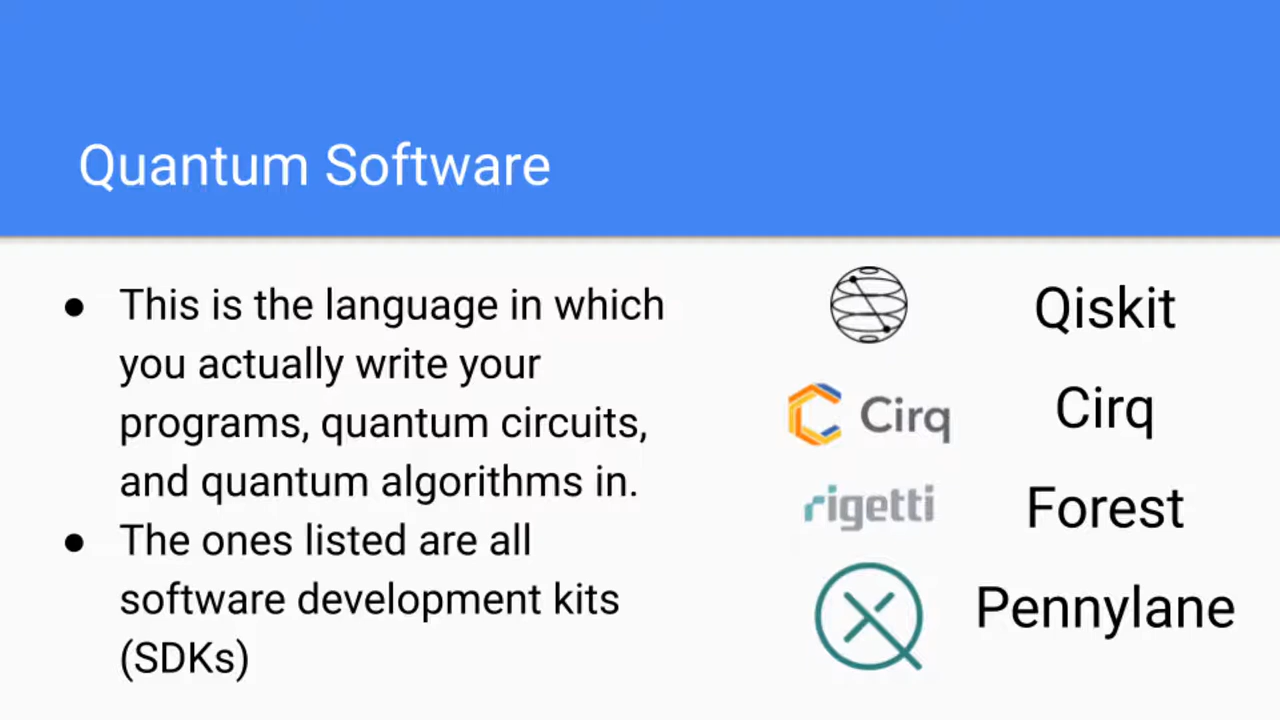 Quantum Software
● This is the language in which
you actually write your
programs, quantum circuits,
and quantum algorithms in.
● The ones listed are all
software development kits
(SDKs)
Qiskit
Cirq Cirq
rigetti Forest
Pennylane